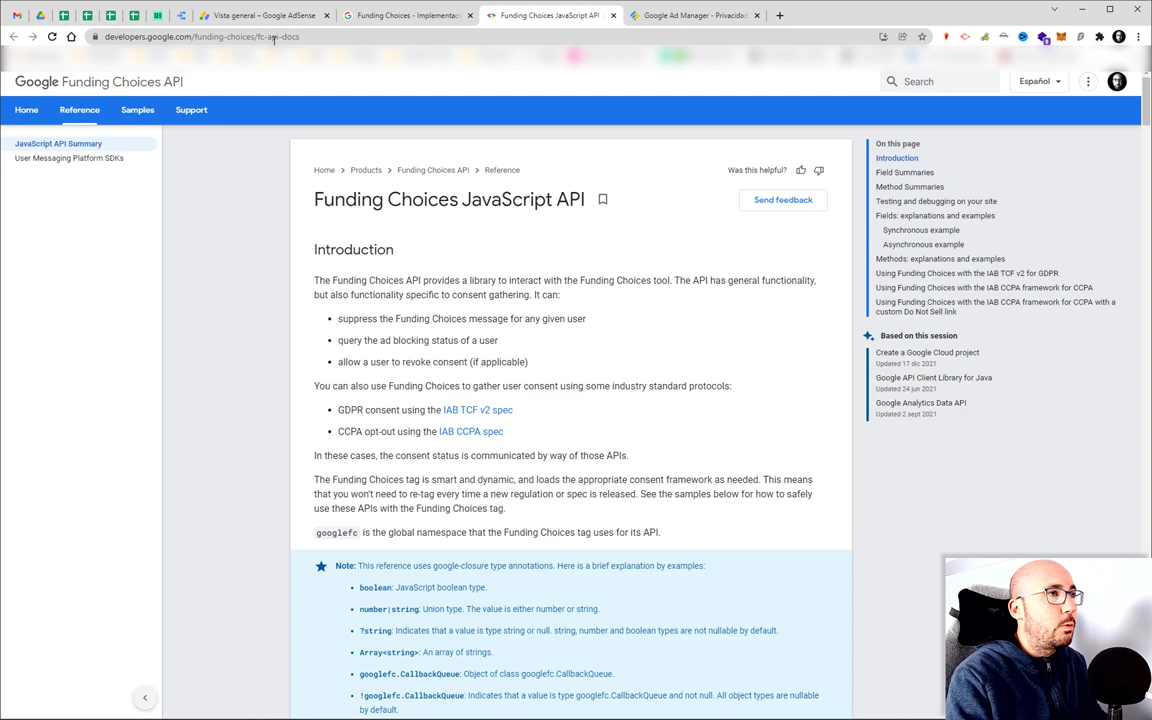 Vista general – Google AdSense
Funding Choices - Implementac
Funding Choices JavaScript API
Google Ad Manager - Privacidad
developers.google.com/funding-choices/fc-api-docs
Google Funding Choices API
Search
Español
Home
Reference
Samples
Support
JavaScript API Summary
User Messaging Platform SDKs
Home > Products > Funding Choices API > Reference
Was this helpful?
Funding Choices JavaScript API
Send feedback
Introduction
The Funding Choices API provides a library to interact with the Funding Choices tool. The API has general functionality,
but also functionality specific to consent gathering. It can:
• suppress the Funding Choices message for any given user
• query the ad blocking status of a user
• allow a user to revoke consent (if applicable)
You can also use Funding Choices to gather user consent using some industry standard protocols:
• GDPR consent using the IAB TCF v2 spec
• CCPA opt-out using the IAB CCPA spec
In these cases, the consent status is communicated by way of those APIs.
The Funding Choices tag is smart and dynamic, and loads the appropriate consent framework as needed. This means
that you won't need to re-tag every time a new regulation or spec is released. See the samples below for how to safely
use these APIs with the Funding Choices tag.
googlefc is the global namespace that the Funding Choices tag uses for its API.
Note: This reference uses google-closure type annotations. Here is a brief explanation by examples:
• boolean: JavaScript boolean type.
• number|string: Union type. The value is either number or string.
• ?string: Indicates that a value is type string or null. string, number and boolean types are not nullable by default.
• Array<string>: An array of strings.
• googlefc.CallbackQueue: Object of class googlefc.CallbackQueue.
• !googlefc.CallbackQueue: Indicates that a value is type googlefc.CallbackQueue and not null. All object types are nullable
by default.
On this page
Introduction
Field Summaries
Method Summaries
Testing and debugging on your site
Fields: explanations and examples
Synchronous example
Asynchronous example
Methods: explanations and examples
Using Funding Choices with the IAB TCF v2 for GDPR
Using Funding Choices with the IAB CCPA framework for CCPA
Using Funding Choices with the IAB CCPA framework for CCPA with a
custom Do Not Sell link
Based on this session
Create a Google Cloud project
Updated 17 dic 2021
Google API Client Library for Java
Updated 24 jun 2021
Google Analytics Data API
Updated 2 sept 2021